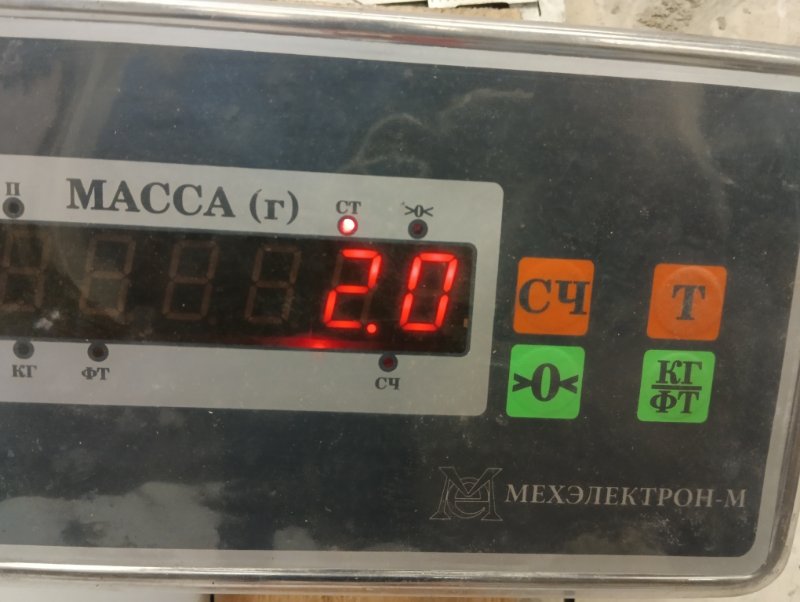 П
МАССА (г)
СТ
>0<
2.0
КГ
ФТ
СЧ
СЧ
Т
>0<
КГ
ФТ
МЕХЭЛЕКТРОН-М